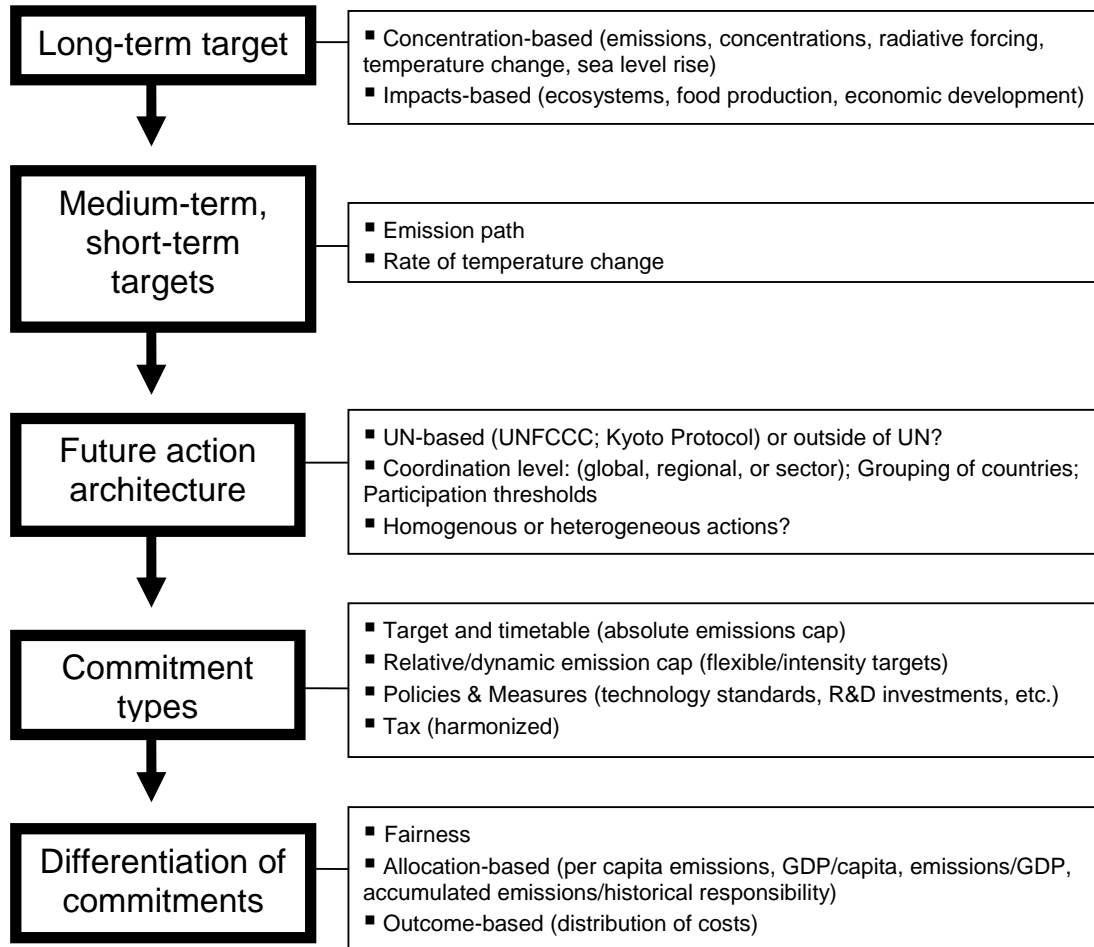 Long-term target
▪ Concentration-based (emissions, concentrations, radiative forcing,
temperature change, sea level rise)
▪ Impacts-based (ecosystems, food production, economic development)
Medium-term,
short-term
targets
▪ Emission path
▪ Rate of temperature change
Future action
architecture
▪ UN-based (UNFCCC; Kyoto Protocol) or outside of UN?
▪ Coordination level: (global, regional, or sector); Grouping of countries;
Participation thresholds
▪ Homogenous or heterogeneous actions?
Commitment
types
▪ Target and timetable (absolute emissions cap)
▪ Relative/dynamic emission cap (flexible/intensity targets)
▪ Policies & Measures (technology standards, R&D investments, etc.)
▪ Tax (harmonized)
Differentiation of
commitments
▪ Fairness
▪ Allocation-based (per capita emissions, GDP/capita, emissions/GDP,
accumulated emissions/historical responsibility)
▪ Outcome-based (distribution of costs)